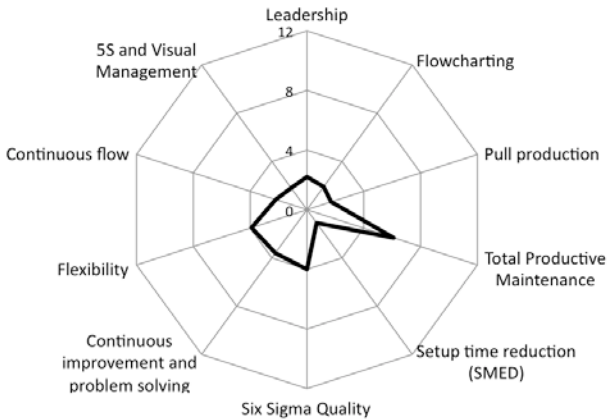 Leadership
12
Flowcharting
5S and Visual
Management
8
Pull production
Continuous flow
4
0
Total Productive
Maintenance
Flexibility
Setup time reduction
(SMED)
Continuous
improvement and
problem solving
Six Sigma Quality